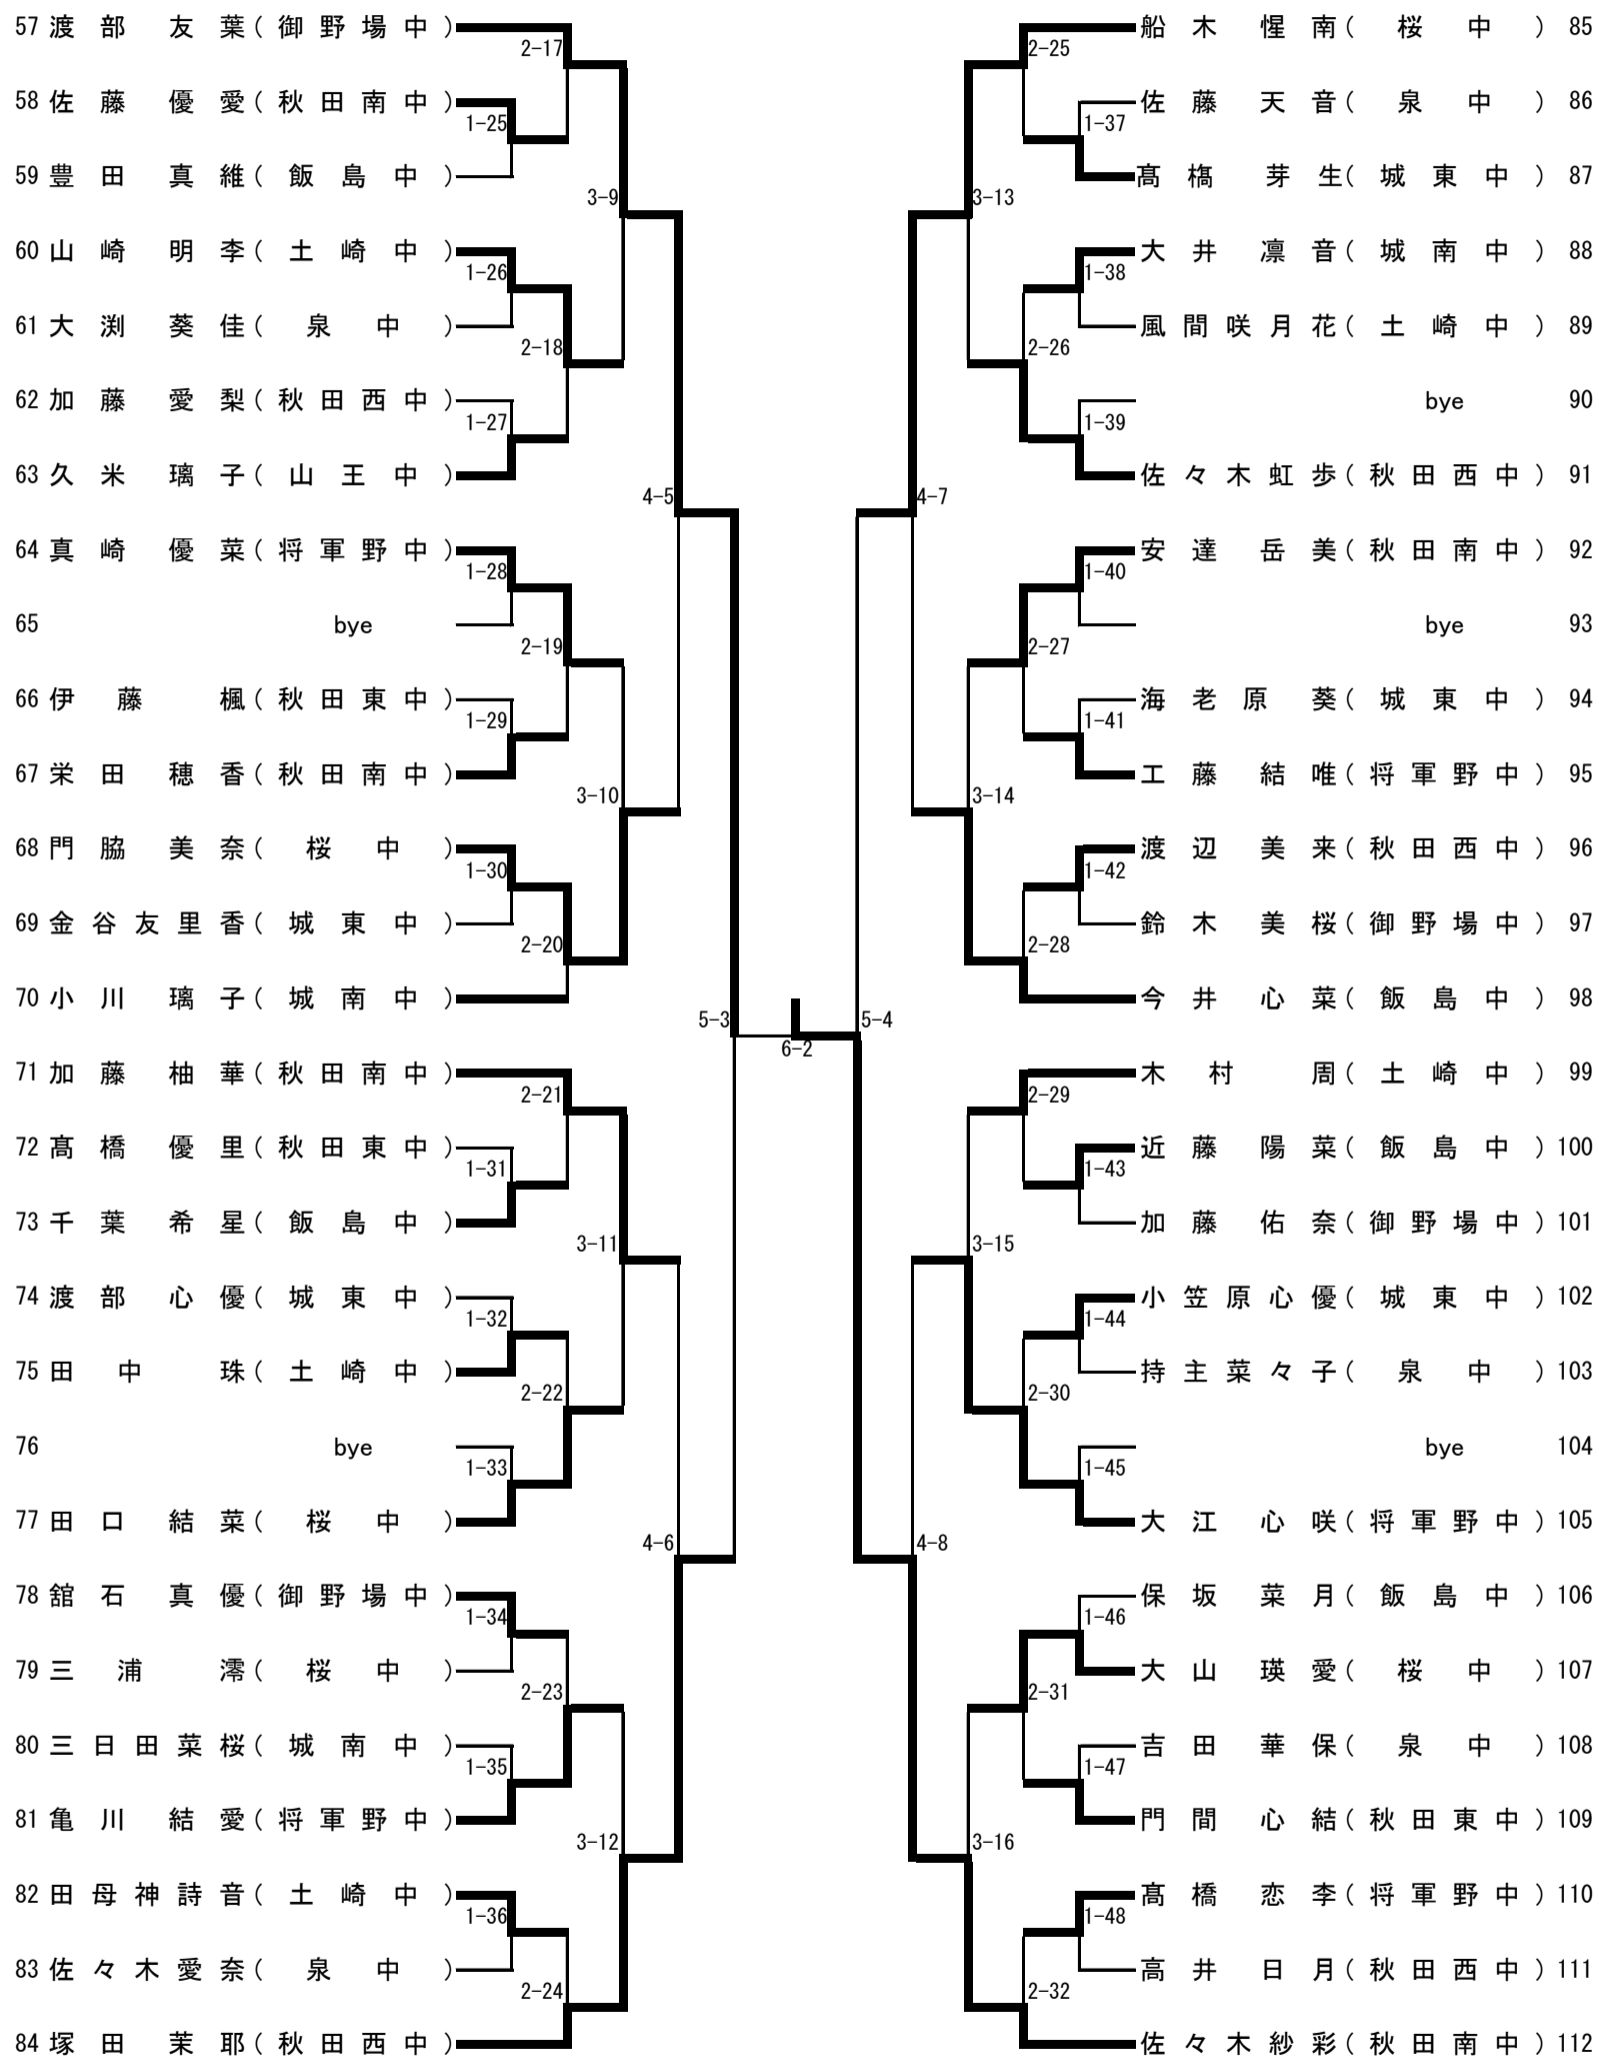 57 渡部 友葉(御野場中)
2-17
58 佐藤 優愛(秋田南中)
1-25
59 豊田 真維(飯島中)
3-9
60 山崎 明李(土崎中)
1-26
61 大渕 葵佳(泉中)
2-18
62 加藤 愛梨(秋田西中)
1-27
63 久米 璃子(山王中)
4-5
64 真崎 優菜(将軍野中)
1-28
65 bye
2-19
66 伊藤 楓(秋田東中)
1-29
67 栄田 穂香(秋田南中)
3-10
68 門脇 美奈(桜中)
1-30
69 金谷友里香(城東中)
2-20
70 小川 璃子(城南中)
5-3
71 加藤 柚華(秋田南中)
2-21
72 髙橋 優里(秋田東中)
1-31
73 千葉 希星(飯島中)
3-11
74 渡部 心優(城東中)
1-32
75 田中 珠(土崎中)
2-22
76 bye
1-33
77 田口 結菜(桜中)
4-6
78 舘石 真優(御野場中)
1-34
79 三浦 澪(桜中)
2-23
80 三日田菜桜(城南中)
1-35
81 亀川 結愛(将軍野中)
3-12
82 田母神詩音(土崎中)
1-36
83 佐々木愛奈(泉中)
2-24
84 塚田 茉耶(秋田西中)
6-2
船木 惺南(桜中) 85
2-25
佐藤 天音(泉中) 86
1-37
髙槗 芽生(城東中) 87
3-13
大井 凛音(城南中) 88
1-38
風間咲月花(土崎中) 89
2-26
bye 90
1-39
佐々木虹歩(秋田西中) 91
4-7
安達 岳美(秋田南中) 92
1-40
bye 93
2-27
海老原 葵(城東中) 94
1-41
工藤 結唯(将軍野中) 95
3-14
渡辺 美来(秋田西中) 96
1-42
鈴木 美桜(御野場中) 97
2-28
今井 心菜(飯島中) 98
5-4
木村 周(土崎中) 99
2-29
近藤 陽菜(飯島中) 100
1-43
加藤 佑奈(御野場中) 101
3-15
小笠原心優(城東中) 102
1-44
持主菜々子(泉中) 103
2-30
bye 104
1-45
大江 心咲(将軍野中) 105
4-8
保坂 菜月(飯島中) 106
1-46
大山 瑛愛(桜中) 107
2-31
吉田 華保(泉中) 108
1-47
門間 心結(秋田東中) 109
3-16
髙橋 恋李(将軍野中) 110
1-48
高井 日月(秋田西中) 111
2-32
佐々木紗彩(秋田南中) 112